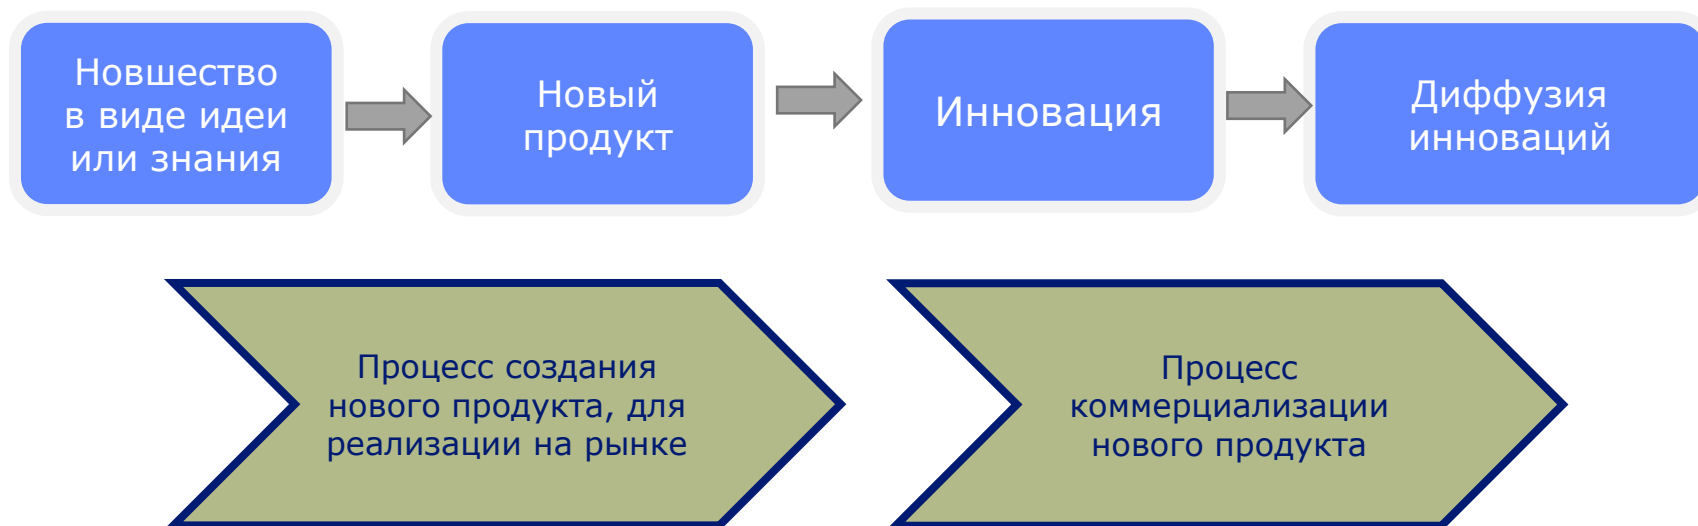 Новшество
в виде идеи
или знания
Новый
продукт
Инновация
Диффузия
инноваций
Процесс создания
нового продукта, для
реализации на рынке
Процесс
коммерциализации
нового продукта